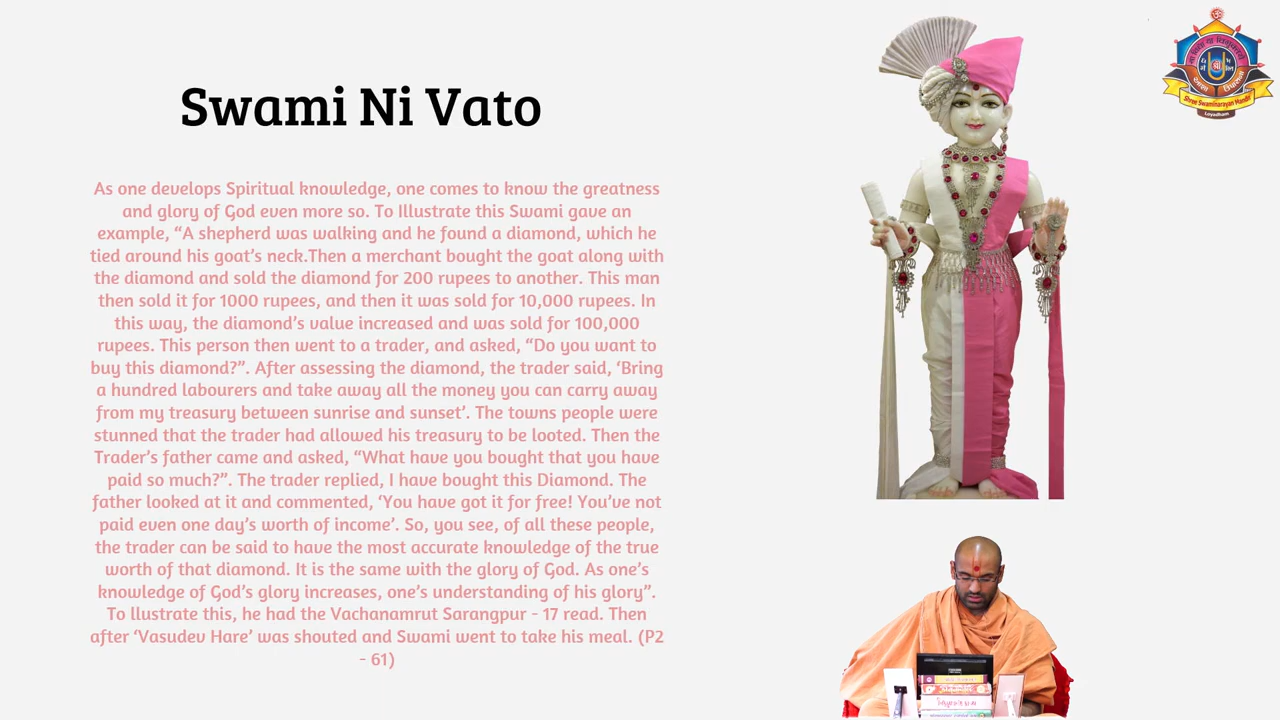 Swami Ni Vato
As one develops Spiritual knowledge, one comes to know the greatness
and glory of God even more so. To Illustrate this Swami gave an
example, “A shepherd was walking and he found a diamond, which he
tied around his goat’s neck.Then a merchant bought the goat along with
the diamond and sold the diamond for 200 rupees to another. This man
then sold it for 1000 rupees, and then it was sold for 10,000 rupees. In
this way, the diamond’s value increased and was sold for 100,000
rupees. This person then went to a trader, and asked, “Do you want to
buy this diamond?”. After assessing the diamond, the trader said, ‘Bring
a hundred labourers and take away all the money you can carry away
from my treasury between sunrise and sunset’. The towns people were
stunned that the trader had allowed his treasury to be looted. Then the
Trader’s father came and asked, “What have you bought that you have
paid so much?”. The trader replied, I have bought this Diamond. The
father looked at it and commented, ‘You have got it for free! You’ve not
paid even one day’s worth of income’. So, you see, of all these people,
the trader can be said to have the most accurate knowledge of the true
worth of that diamond. It is the same with the glory of God. As one’s
knowledge of God’s glory increases, one’s understanding of his glory”.
To llustrate this, he had the Vachanamrut Sarangpur - 17 read. Then
after ‘Vasudev Hare’ was shouted and Swami went to take his meal. (P2
- 61)
Shree Swaminarayan Mandir
Loyadham